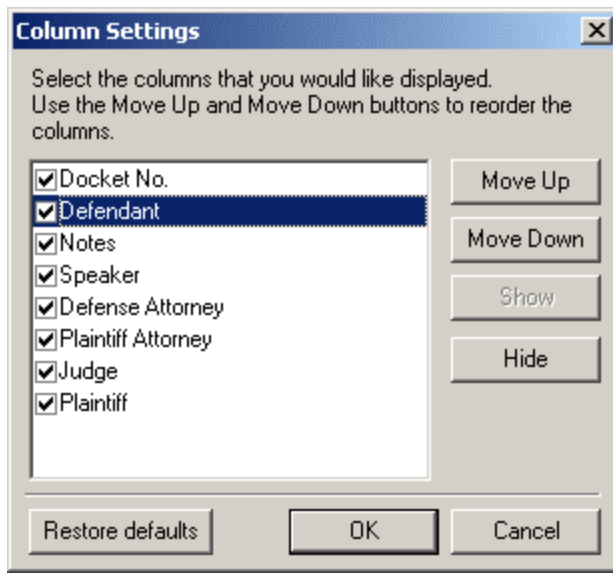 Column Settings
Select the columns that you would like displayed.
Use the Move Up and Move Down buttons to reorder the
columns.
Docket No.
Defendant
Notes
Speaker
Defense Attorney
Plaintiff Attorney
Judge
Plaintiff
Move Up
Move Down
Show
Hide
Restore defaults
OK
Cancel